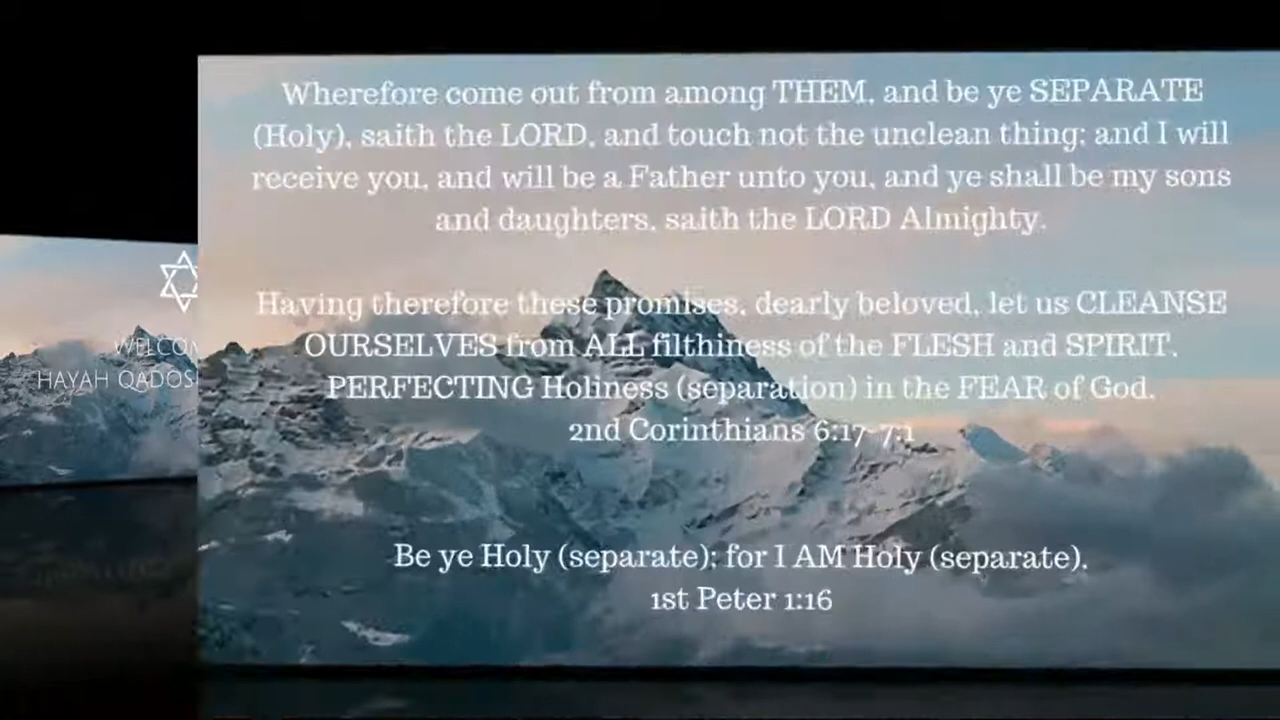 Wherefore come out from among THEM, and be ye SEPARATE
(Holy), saith the LORD, and touch not the unclean thing; and I will
receive you, and will be a Father unto you, and ye shall be my sons
and daughters, saith the LORD Almighty.
Having therefore these promises, dearly beloved, let us CLEANSE
OURSELVES from ALL filthiness of the FLESH and SPIRIT,
PERFECTING Holiness (separation) in the FEAR of God.
2nd Corinthians 6:17-7:1
Be ye Holy (separate); for I AM Holy (separate).
1st Peter 1:16
WELCOM
HAYAH QADOS